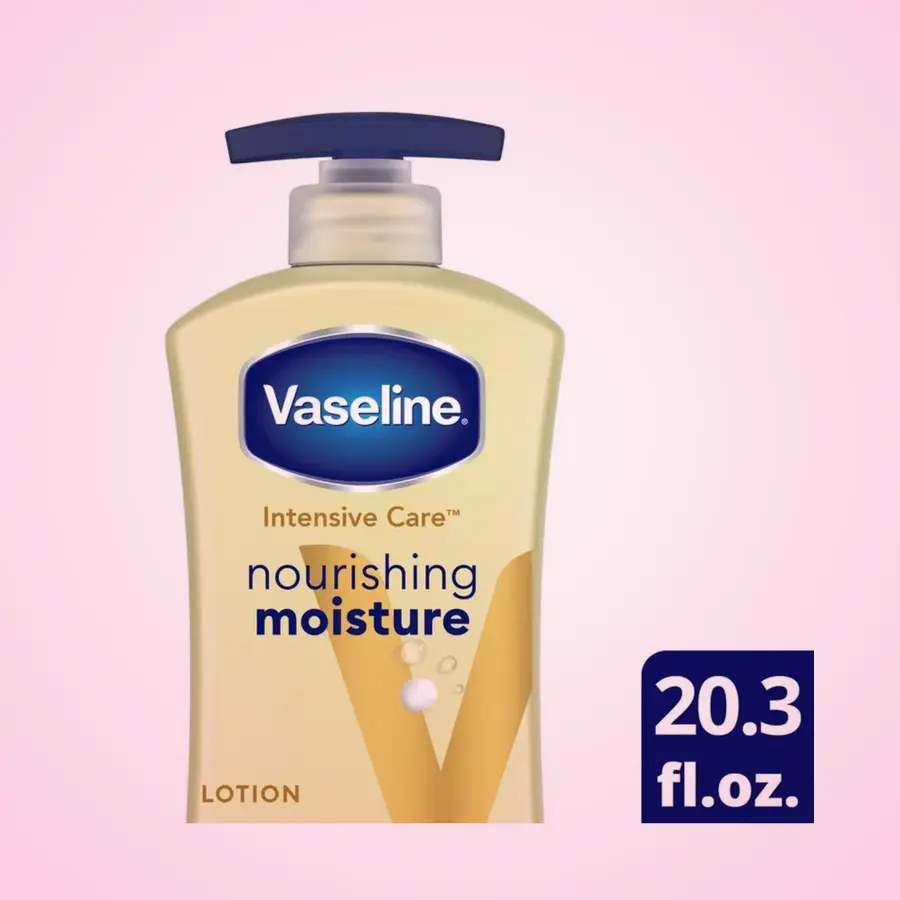 Vaseline®
Intensive Care™
nourishing
moisture
LOTION
20.3
fl.oz.